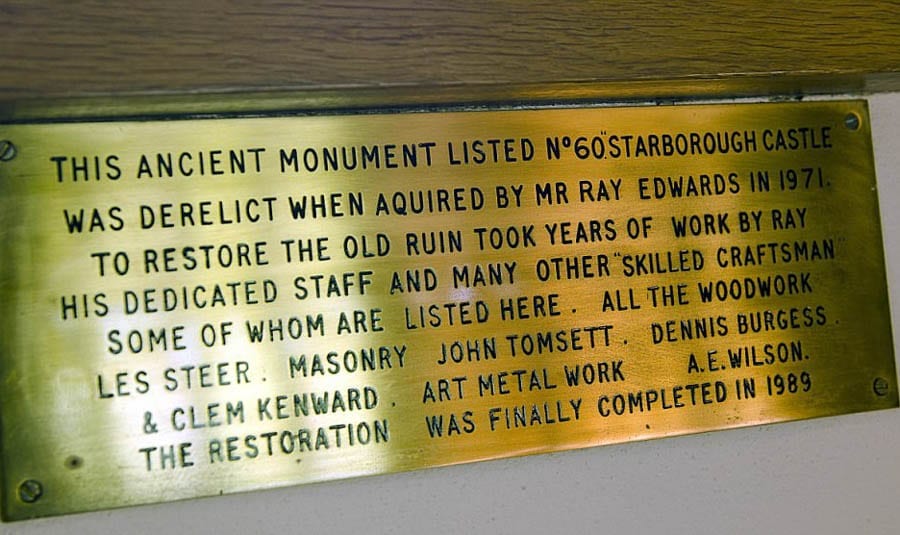 THIS ANCIENT MONUMENT LISTED Nº60."STARBOROUGH CASTLE
WAS DERELICT WHEN AQUIRED BY MR RAY EDWARDS IN 1971.
TO RESTORE THE OLD RUIN TOOK YEARS OF WORK BY RAY
HIS DEDICATED STAFF AND MANY OTHER "SKILLED CRAFTSMAN"
SOME OF WHOM ARE LISTED HERE. ALL THE WOODWORK
LES STEER. MASONRY JOHN TOMSETT. DENNIS BURGESS.
& CLEM KENWARD. ART METAL WORK A.E.WILSON.
THE RESTORATION WAS FINALLY COMPLETED IN 1989